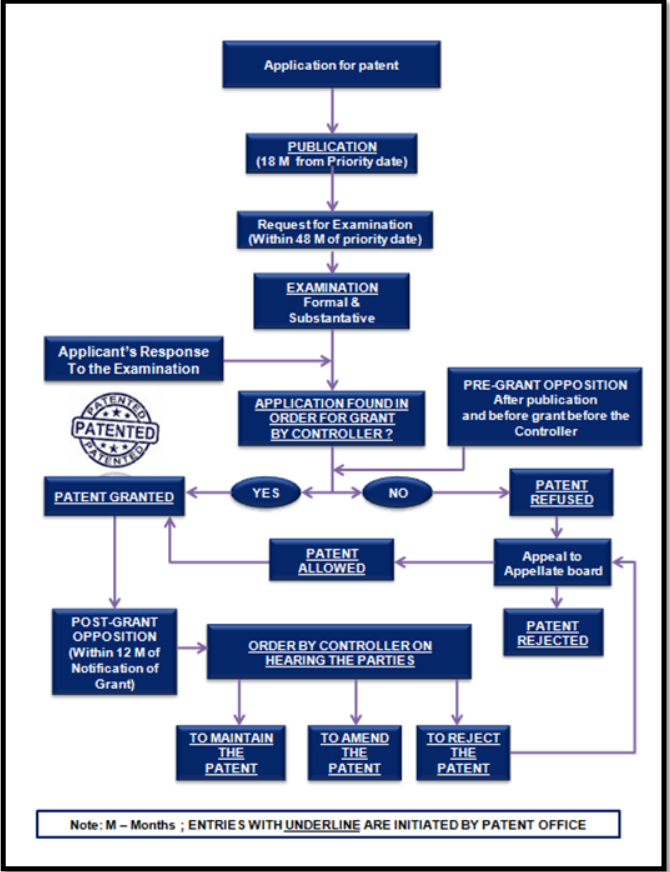 Application for patent
PUBLICATION
(18 M from Priority date)
Request for Examination
(Within 48 M of priority date)
EXAMINATION
Formal &
Substantative
Applicant's Response
To the Examination
APPLICATION FOUND IN
ORDER FOR GRANT
BY CONTROLLER ?
PRE-GRANT OPPOSITION
After publication
and before grant before the
Controller
PATENTED
PATENTED
PATENTED
PATENT GRANTED
YES
NO
PATENT
REFUSED
PATENT
ALLOWED
Appeal to
Appellate board
POST-GRANT
OPPOSITION
(Within 12 M of
Notification of
Grant)
ORDER BY CONTROLLER ON
HEARING THE PARTIES
PATENT
REJECTED
TO MAINTAIN
THE
PATENT
TO AMEND
THE
PATENT
TO REJECT
THE
PATENT
Note: M – Months ; ENTRIES WITH UNDERLINE ARE INITIATED BY PATENT OFFICE